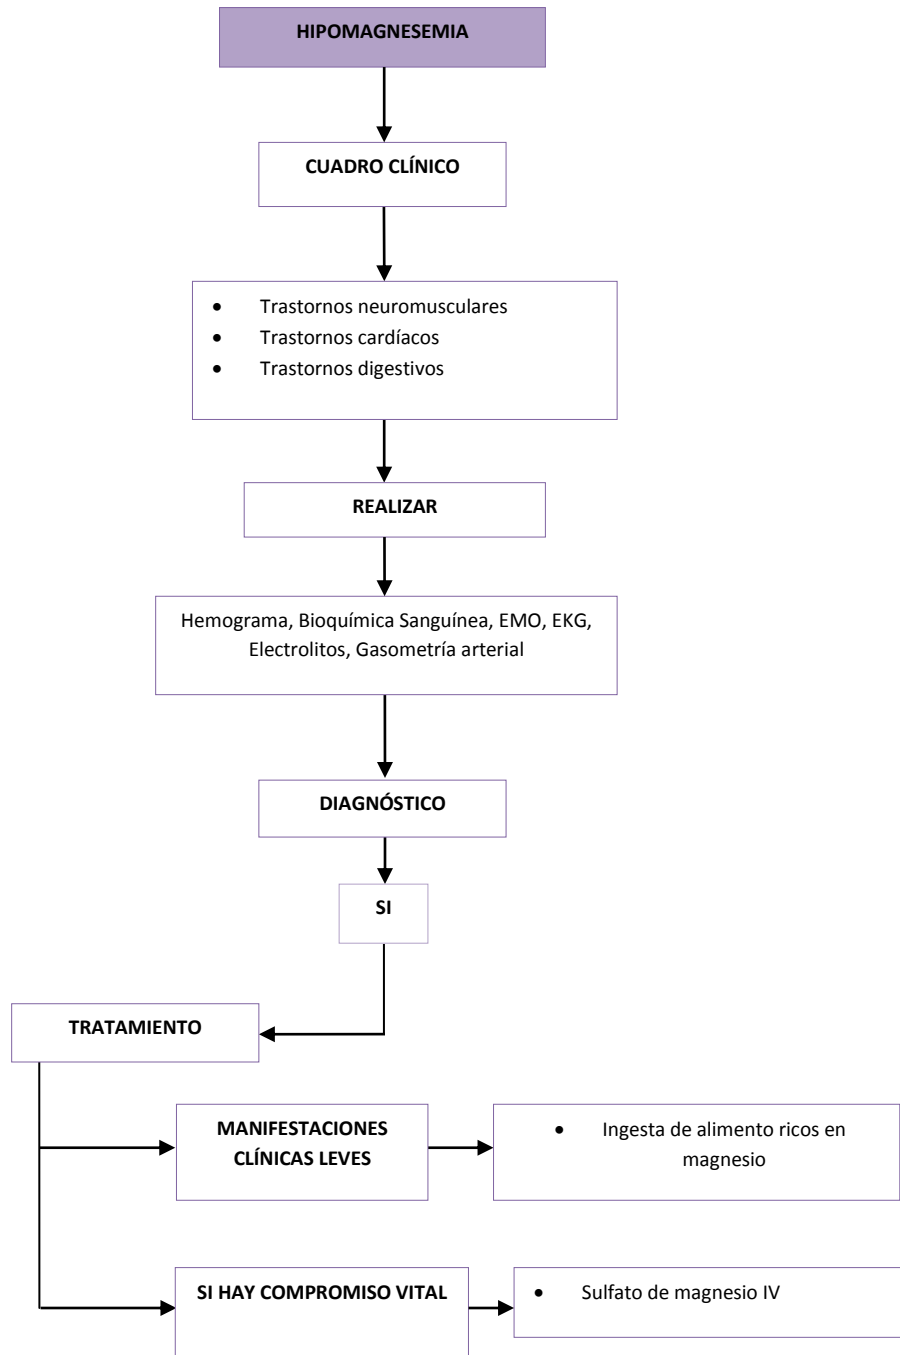 HIPOMAGNESEMIA
CUADRO CLÍNICO
• Trastornos neuromusculares
• Trastornos cardíacos
• Trastornos digestivos
REALIZAR
Hemograma, Bioquímica Sanguínea, EMO, EKG,
Electrolitos, Gasometría arterial
DIAGNÓSTICO
SI
TRATAMIENTO
MANIFESTACIONES
CLÍNICAS LEVES
• Ingesta de alimento ricos en
magnesio
SI HAY COMPROMISO VITAL
• Sulfato de magnesio IV